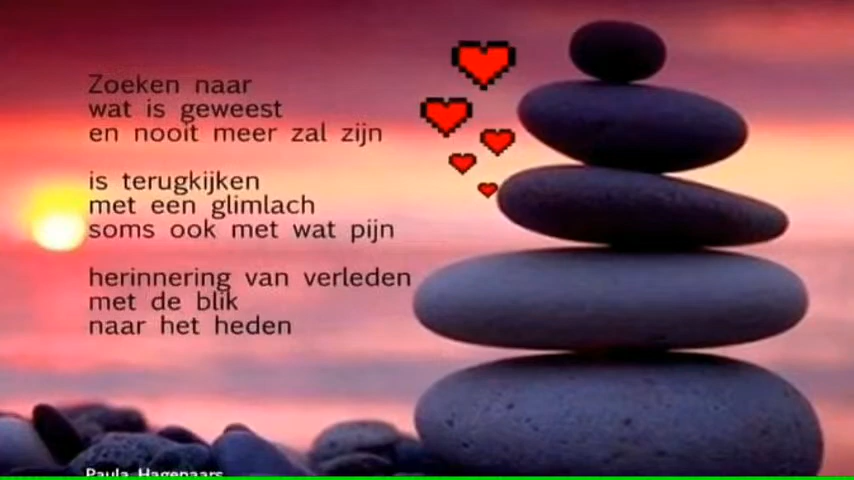 Zoeken naar
wat is geweest
en nooit meer zal zijn
is terugkijken
met een glimlach
soms ook met wat pijn
herinnering van verleden
met de blik
naar het heden
Paula Hagenaars